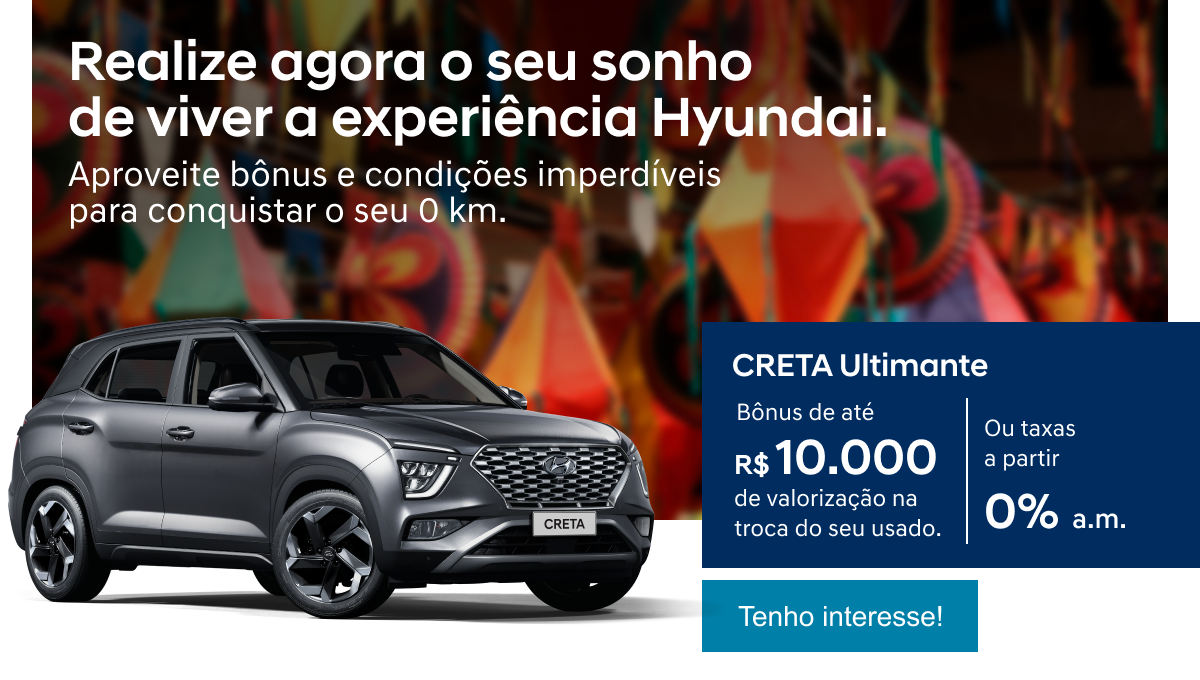 Realize agora o seu sonho
de viver a experiência Hyundai.
Aproveite bônus e condições imperdíveis
para conquistar o seu 0 km.
CRETA
CRETA Ultimante
Bônus de até
R$ 10.000
de valorização na
troca do seu usado.
Ou taxas
a partir
0% a.m.
Tenho interesse!